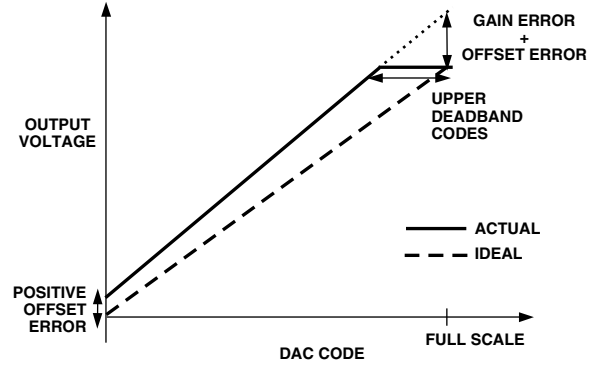 GAIN ERROR
+
OFFSET ERROR
UPPER
DEADBAND
CODES
OUTPUT
VOLTAGE
ACTUAL
IDEAL
POSITIVE
OFFSET
ERROR
FULL SCALE
DAC CODE